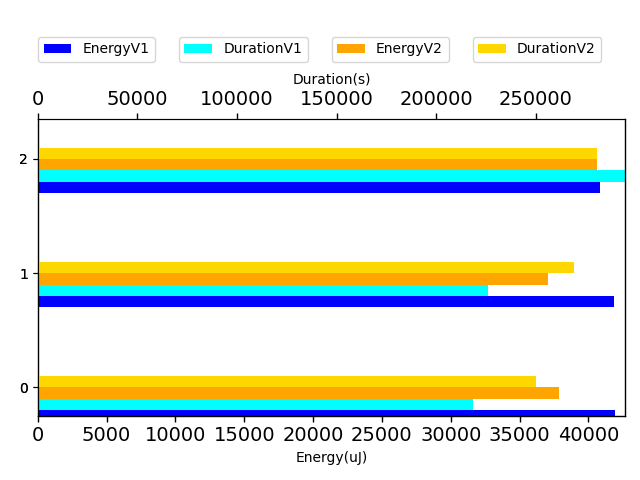 EnergyV1 DurationV1 EnergyV2 DurationV2
Duration(s)
0 50000 100000 150000 200000 250000
2
1
0
0 5000 10000 15000 20000 25000 30000 35000 40000
Energy(uJ)